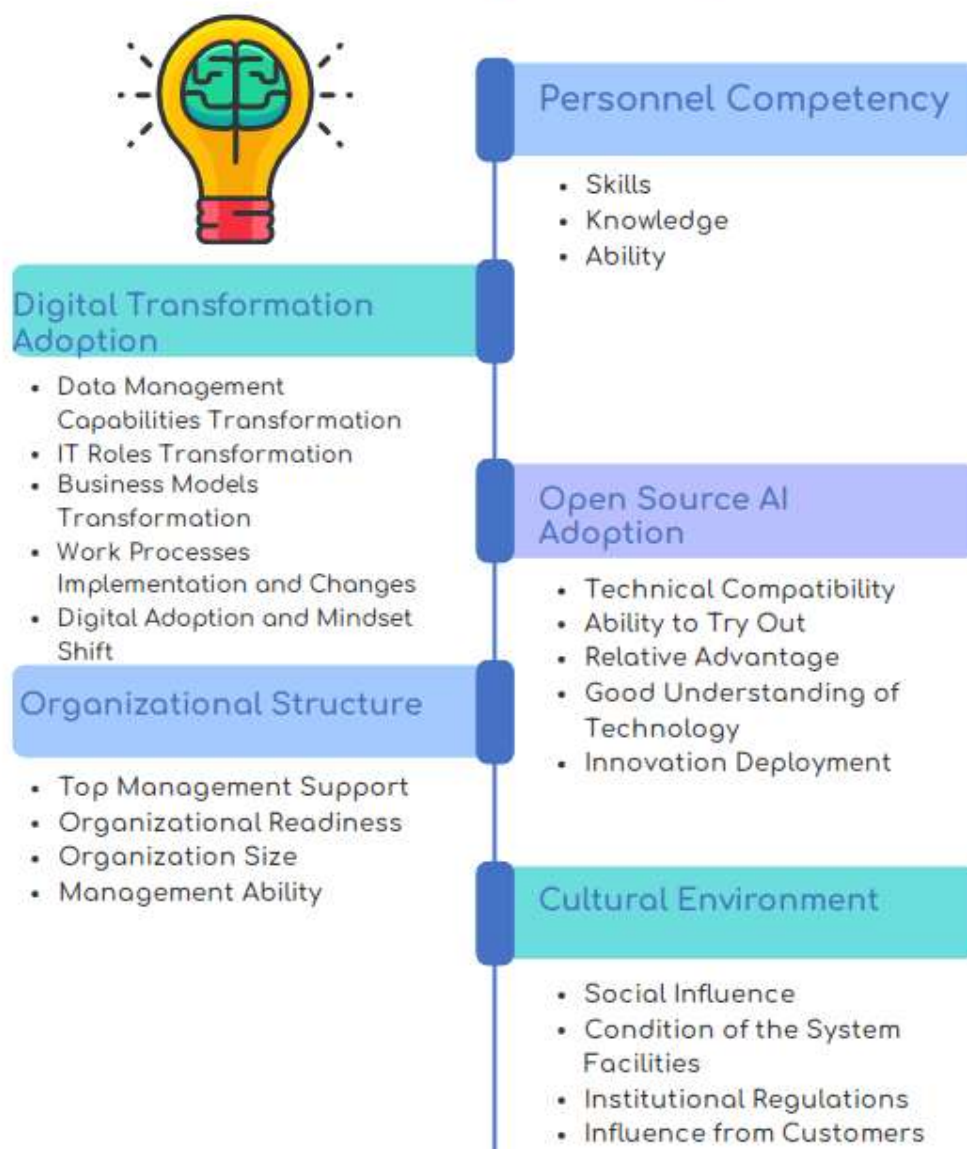 Personnel Competency
• Skills
• Knowledge
• Ability
Digital Transformation
Adoption
• Data Management
Capabilities Transformation
• IT Roles Transformation
• Business Models
Transformation
• Work Processes
Implementation and Changes
• Digital Adoption and Mindset
Shift
Open Source AI
Adoption
• Technical Compatibility
• Ability to Try Out
• Relative Advantage
• Good Understanding of
Technology
• Innovation Deployment
Organizational Structure
• Top Management Support
• Organizational Readiness
• Organization Size
• Management Ability
Cultural Environment
• Social Influence
• Condition of the System
Facilities
• Institutional Regulations
• Influence from Customers